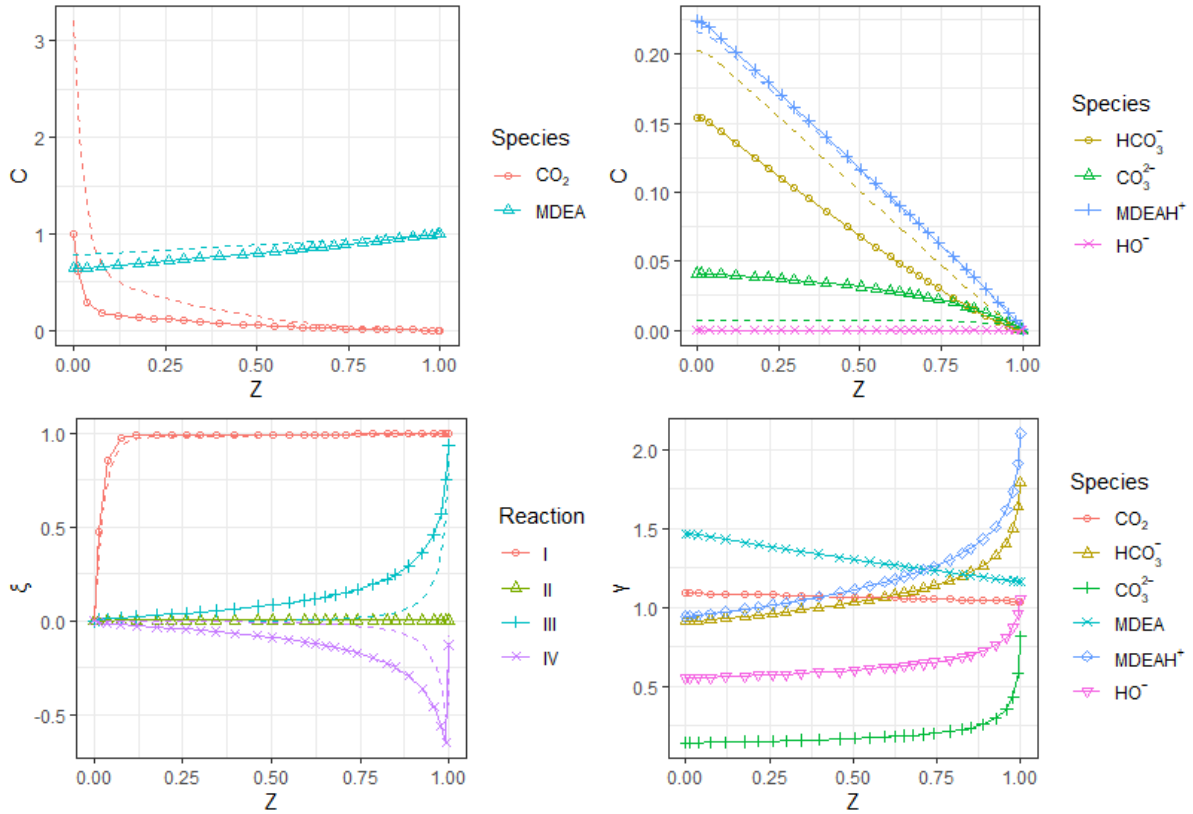 3
2
1
0
C
0.00 0.25 0.50 0.75 1.00
Z
Species
CO₂
MDEA
0.20
0.15
0.10
0.05
0.00
C
0.00 0.25 0.50 0.75 1.00
Z
Species
HCO₃⁻
CO₃²⁻
MDEAH⁺
HO⁻
1.0
0.5
0.0
-0.5
ξ
0.00 0.25 0.50 0.75 1.00
Z
Reaction
I
II
III
IV
2.0
1.5
1.0
0.5
γ
0.00 0.25 0.50 0.75 1.00
Z
Species
CO₂
HCO₃⁻
CO₃²⁻
MDEA
MDEAH⁺
HO⁻